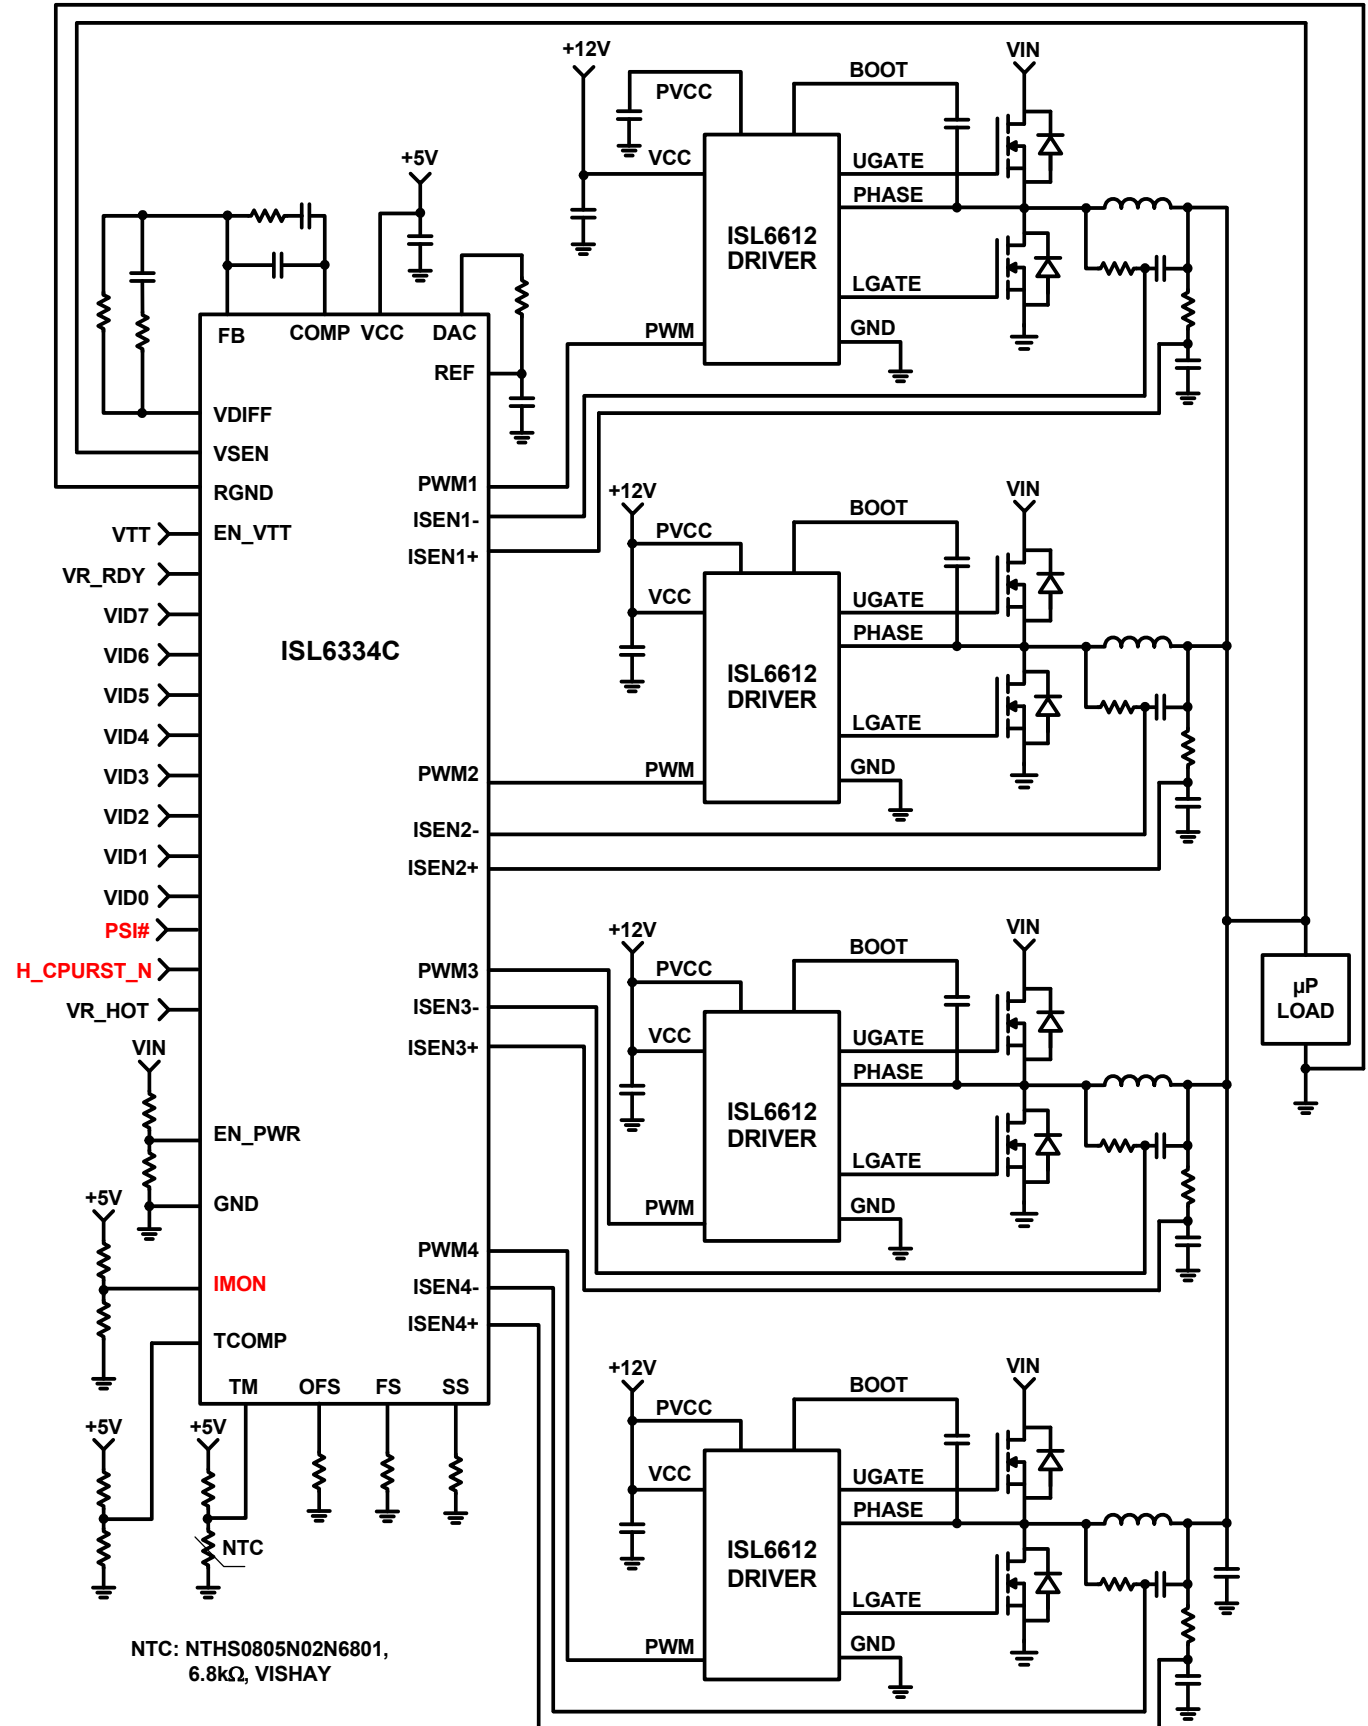 +12V
PVCC
VCC
BOOT
VIN
UGATE
PHASE
ISL6612
DRIVER
LGATE
GND
PWM
+5V
FB
COMP
VCC
DAC
REF
VDIFF
VSEN
RGND
EN_VTT
VTT
VR_RDY
VID7
VID6
VID5
VID4
VID3
VID2
VID1
VID0
PSI#
H_CPURST_N
VR_HOT
VIN
EN_PWR
GND
+5V
IMON
TCOMP
TM
OFS
FS
SS
+5V
+5V
NTC
ISL6334C
PWM1
ISEN1-
ISEN1+
PWM2
ISEN2-
ISEN2+
PWM3
ISEN3-
ISEN3+
PWM4
ISEN4-
ISEN4+
+12V
PVCC
VCC
BOOT
VIN
UGATE
PHASE
ISL6612
DRIVER
LGATE
GND
PWM
+12V
PVCC
VCC
BOOT
VIN
UGATE
PHASE
ISL6612
DRIVER
LGATE
GND
PWM
µP
LOAD
+12V
PVCC
VCC
BOOT
VIN
UGATE
PHASE
ISL6612
DRIVER
LGATE
GND
PWM
NTC: NTHS0805N02N6801,
6.8kΩ, VISHAY